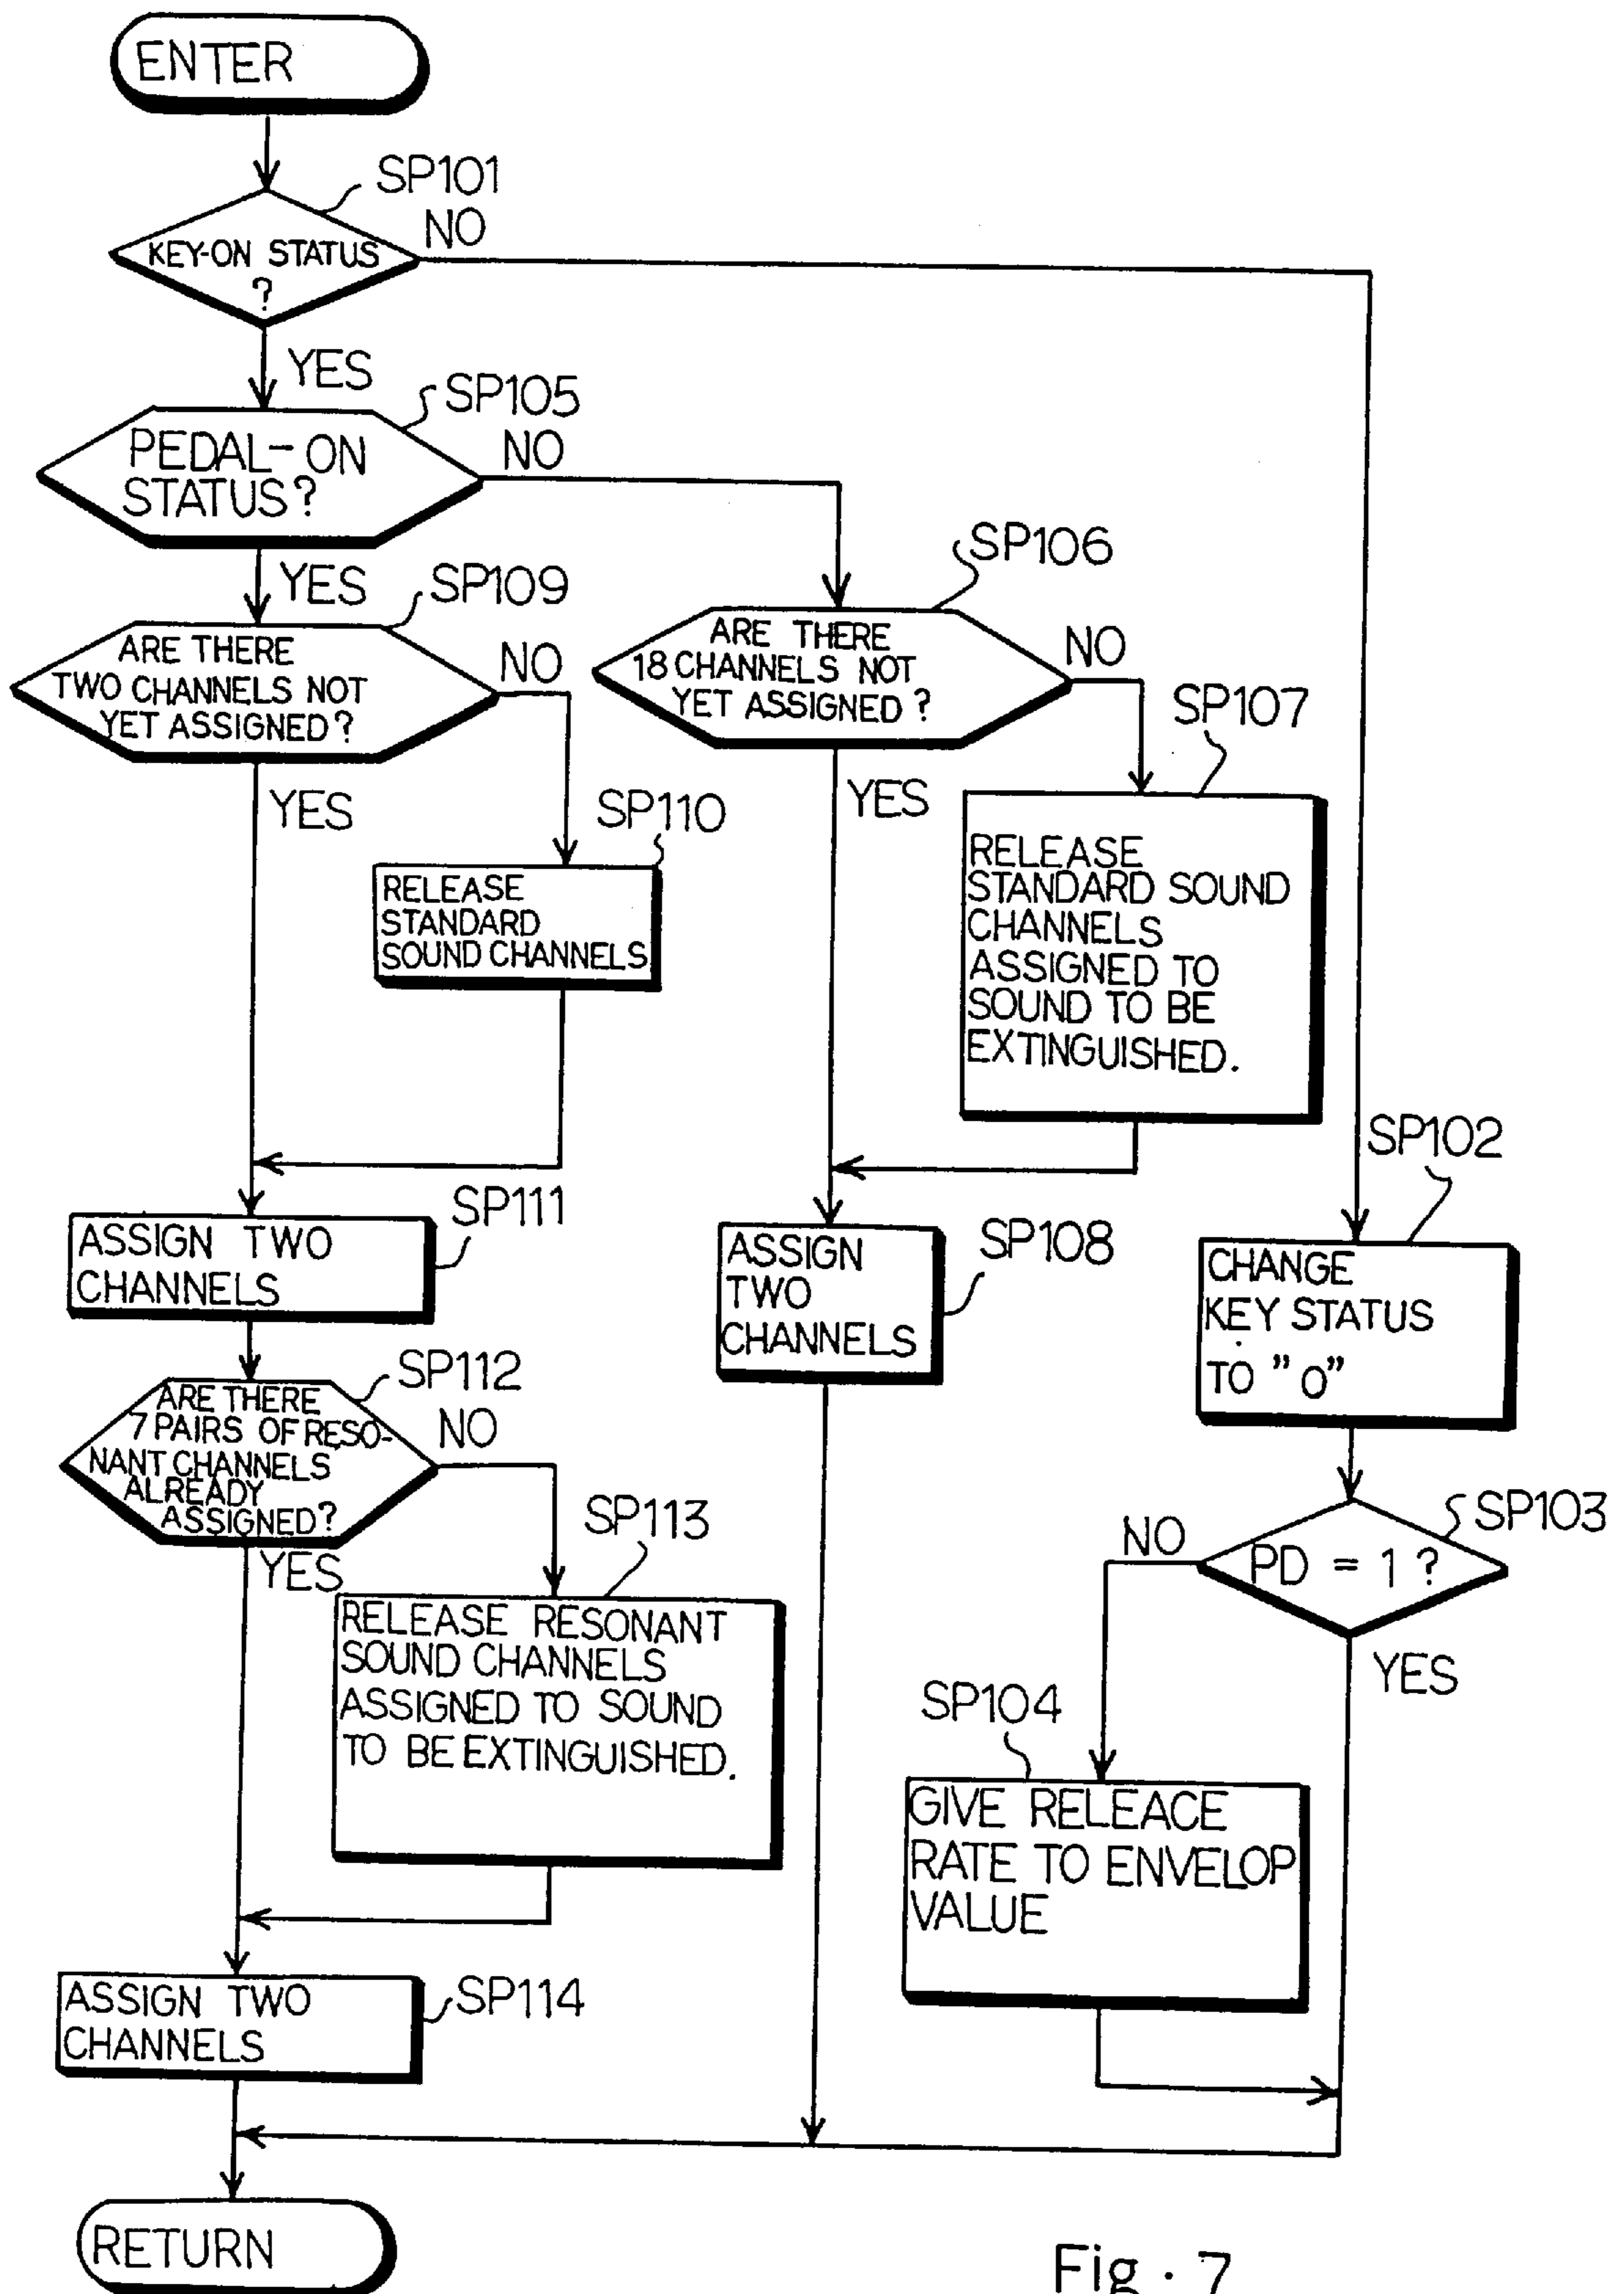 ENTER
SP101
NO
KEY-ON STATUS
?
YES
SP105
NO
PEDAL-ON
STATUS?
YES
SP109
NO
ARE THERE
TWO CHANNELS NOT
YET ASSIGNED?
YES
SP110
RELEASE
STANDARD
SOUND CHANNELS
SP106
NO
ARE THERE
18 CHANNELS NOT
YET ASSIGNED?
YES
SP107
RELEASE
STANDARD SOUND
CHANNELS
ASSIGNED TO
SOUND TO BE
EXTINGUISHED.
SP111
ASSIGN TWO
CHANNELS
SP108
ASSIGN
TWO
CHANNELS
SP102
CHANGE
KEY STATUS
TO "0"
SP112
NO
ARE THERE
7 PAIRS OF RESO-
NANT CHANNELS
ALREADY
ASSIGNED?
YES
SP113
RELEASE RESONANT
SOUND CHANNELS
ASSIGNED TO SOUND
TO BE EXTINGUISHED.
SP103
NO
PD = 1 ?
YES
SP104
GIVE RELEACE
RATE TO ENVELOP
VALUE
SP114
ASSIGN TWO
CHANNELS
RETURN
Fig. 7